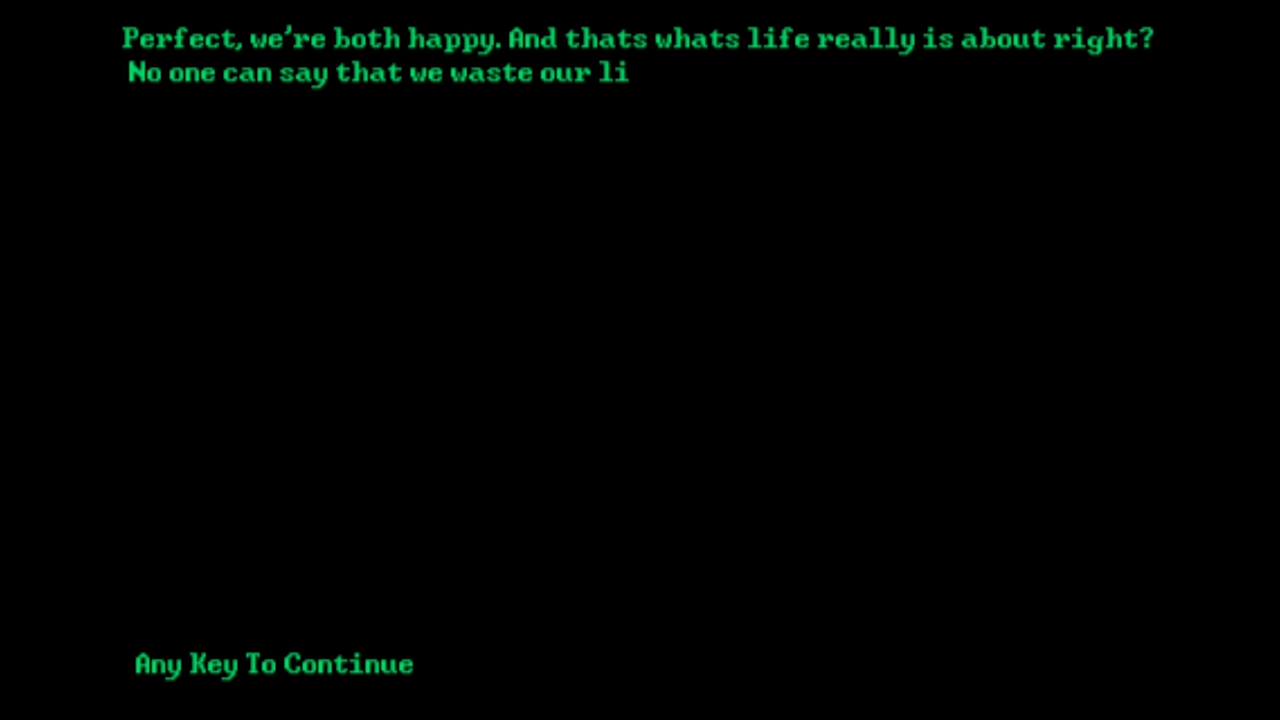 Perfect, we're both happy. And thats whats life really is about right?
No one can say that we waste our li
Any Key To Continue